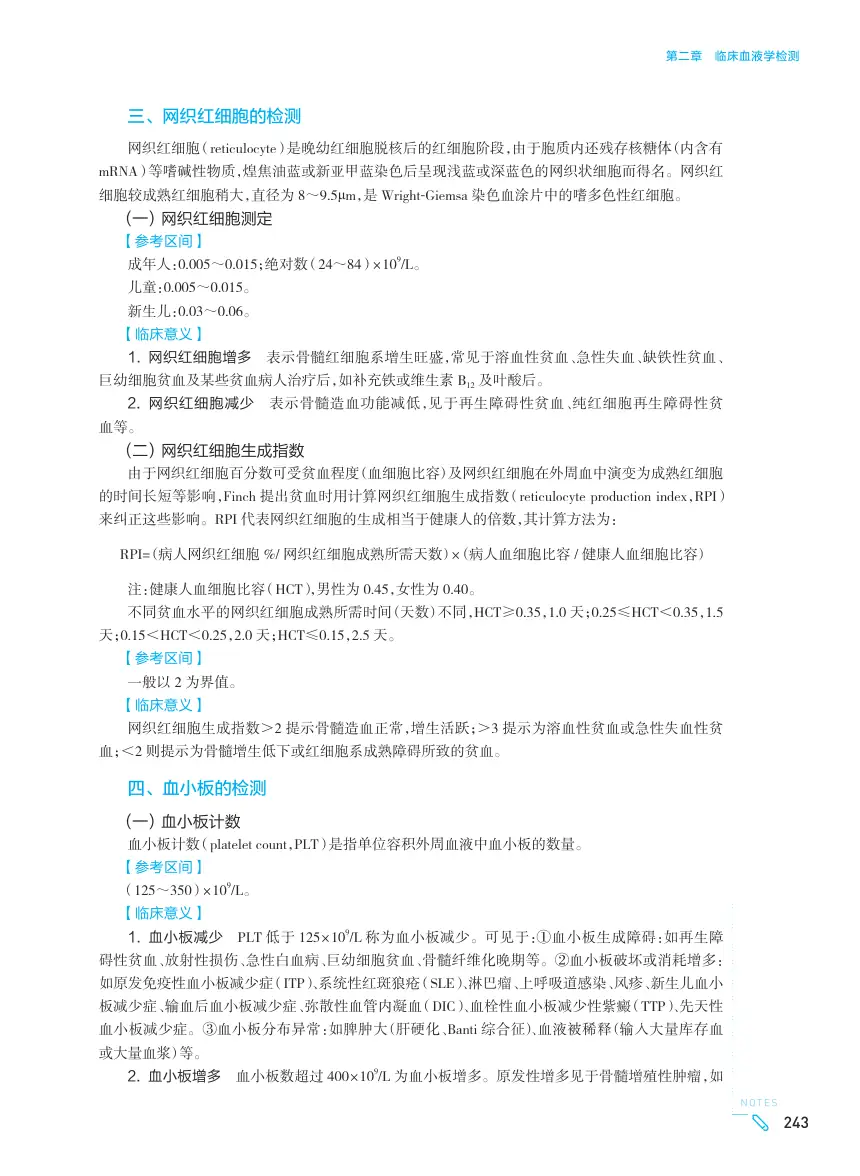 第二章 临床血液学检测
三、网织红细胞的检测
网织红细胞（reticulocyte）是晚幼红细胞脱核后的红细胞阶段，由于胞质内还残存核糖体（内含有
mRNA）等嗜碱性物质，煌焦油蓝或新亚甲蓝染色后呈现浅蓝或深蓝色的网织状细胞而得名。网织红
细胞较成熟红细胞稍大，直径为 8～9.5μm，是 Wright-Giemsa 染色血涂片中的嗜多色性红细胞。
（一）网织红细胞测定
【参考区间】
成年人：0.005～0.015；绝对数（24～84）×10⁹/L。
儿童：0.005～0.015。
新生儿：0.03～0.06。
【临床意义】
1. 网织红细胞增多 表示骨髓红细胞系增生旺盛，常见于溶血性贫血、急性失血、缺铁性贫血、
巨幼细胞贫血及某些贫血病人治疗后，如补充铁或维生素 B₁₂ 及叶酸后。
2. 网织红细胞减少 表示骨髓造血功能减低，见于再生障碍性贫血、纯红细胞再生障碍性贫
血等。
（二）网织红细胞生成指数
由于网织红细胞百分数可受贫血程度（血细胞比容）及网织红细胞在外周血中演变为成熟红细胞
的时间长短等影响，Finch 提出贫血时用计算网织红细胞生成指数（reticulocyte production index，RPI）
来纠正这些影响。RPI 代表网织红细胞的生成相当于健康人的倍数，其计算方法为：
RPI=（病人网织红细胞 %/ 网织红细胞成熟所需天数）×（病人血细胞比容 / 健康人血细胞比容）
注：健康人血细胞比容（HCT），男性为 0.45，女性为 0.40。
不同贫血水平的网织红细胞成熟所需时间（天数）不同，HCT≥0.35，1.0 天；0.25≤HCT＜0.35，1.5
天；0.15＜HCT＜0.25，2.0 天；HCT≤0.15，2.5 天。
【参考区间】
一般以 2 为界值。
【临床意义】
网织红细胞生成指数＞2 提示骨髓造血正常，增生活跃；＞3 提示为溶血性贫血或急性失血性贫
血；＜2 则提示为骨髓增生低下或红细胞系成熟障碍所致的贫血。
四、血小板的检测
（一）血小板计数
血小板计数（platelet count，PLT）是指单位容积外周血液中血小板的数量。
【参考区间】
（125～350）×10⁹/L。
【临床意义】
1. 血小板减少 PLT 低于 125×10⁹/L 称为血小板减少。可见于：①血小板生成障碍：如再生障
碍性贫血、放射性损伤、急性白血病、巨幼细胞贫血、骨髓纤维化晚期等。②血小板破坏或消耗增多：
如原发免疫性血小板减少症（ITP）、系统性红斑狼疮（SLE）、淋巴瘤、上呼吸道感染、风疹、新生儿血小
板减少症、输血后血小板减少症、弥散性血管内凝血（DIC）、血栓性血小板减少性紫癜（TTP）、先天性
血小板减少症。③血小板分布异常：如脾肿大（肝硬化、Banti 综合征）、血液被稀释（输入大量库存血
或大量血浆）等。
2. 血小板增多 血小板数超过 400×10⁹/L 为血小板增多。原发性增多见于骨髓增殖性肿瘤，如
NOTES
243